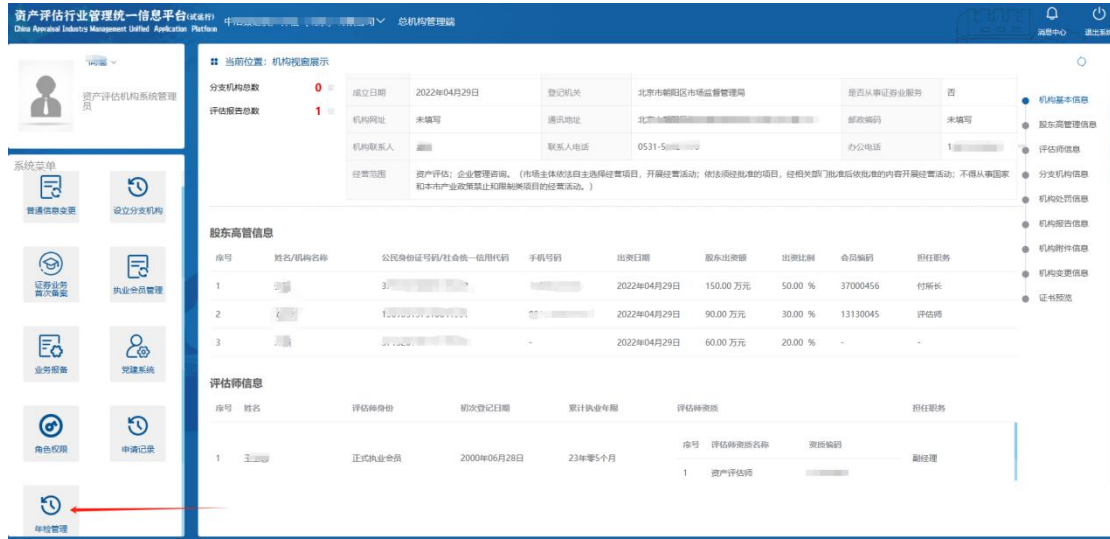 资产评估行业管理统一信息平台(试运行)
China Appraisal Industry Management Unified Application Platform
总机构管理端
消息中心
退出系统
资产评估机构系统管理员
系统菜单
普通信息变更
设立分支机构
证券业务首次备案
执业会员管理
业务报备
党建系统
角色权限
申请记录
年检管理
当前位置：机构视窗展示
分支机构总数 0
评估报告总数 1
成立日期 2022年04月29日 登记机关 北京市朝阳区市场监督管理局 是否从事证券业服务 否
机构网址 未填写 通讯地址 邮政编码 未填写
机构联系人 联系人电话 0531-5 办公电话 1
经营范围 资产评估；企业管理咨询。（市场主体依法自主选择经营项目，开展经营活动；依法须经批准的项目，经相关部门批准后依批准的内容开展经营活动；不得从事国家
和本市产业政策禁止和限制类项目的经营活动。）
股东高管信息
序号 姓名/机构名称 公民身份证号码/社会统一信用代码 手机号码 出资日期 股东出资额 出资比例 会员编码 担任职务
1 2022年04月29日 150.00 万元 50.00 % 37000456 付所长
2 2022年04月29日 90.00 万元 30.00 % 13130045 评估师
3 - 2022年04月29日 60.00 万元 20.00 % - -
评估师信息
序号 姓名 评估师身份 初次登记日期 累计执业年限 评估师资质 担任职务
序号 评估师资质名称 资质编码
1 正式执业会员 2000年06月28日 23年零5个月 副经理
1 资产评估师
机构基本信息
股东高管理信息
评估师信息
分支机构信息
机构处罚信息
机构报告信息
机构附件信息
机构变更信息
证书预览